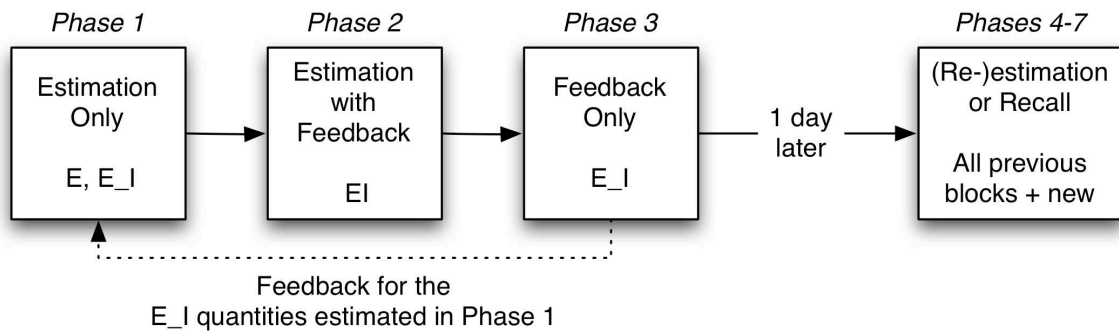 Phase 1
Estimation
Only
E, E_I
Phase 2
Estimation
with
Feedback
EI
Phase 3
Feedback
Only
E_I
1 day
later
Phases 4-7
(Re-)estimation
or Recall
All previous
blocks + new
Feedback for the
E_I quantities estimated in Phase 1